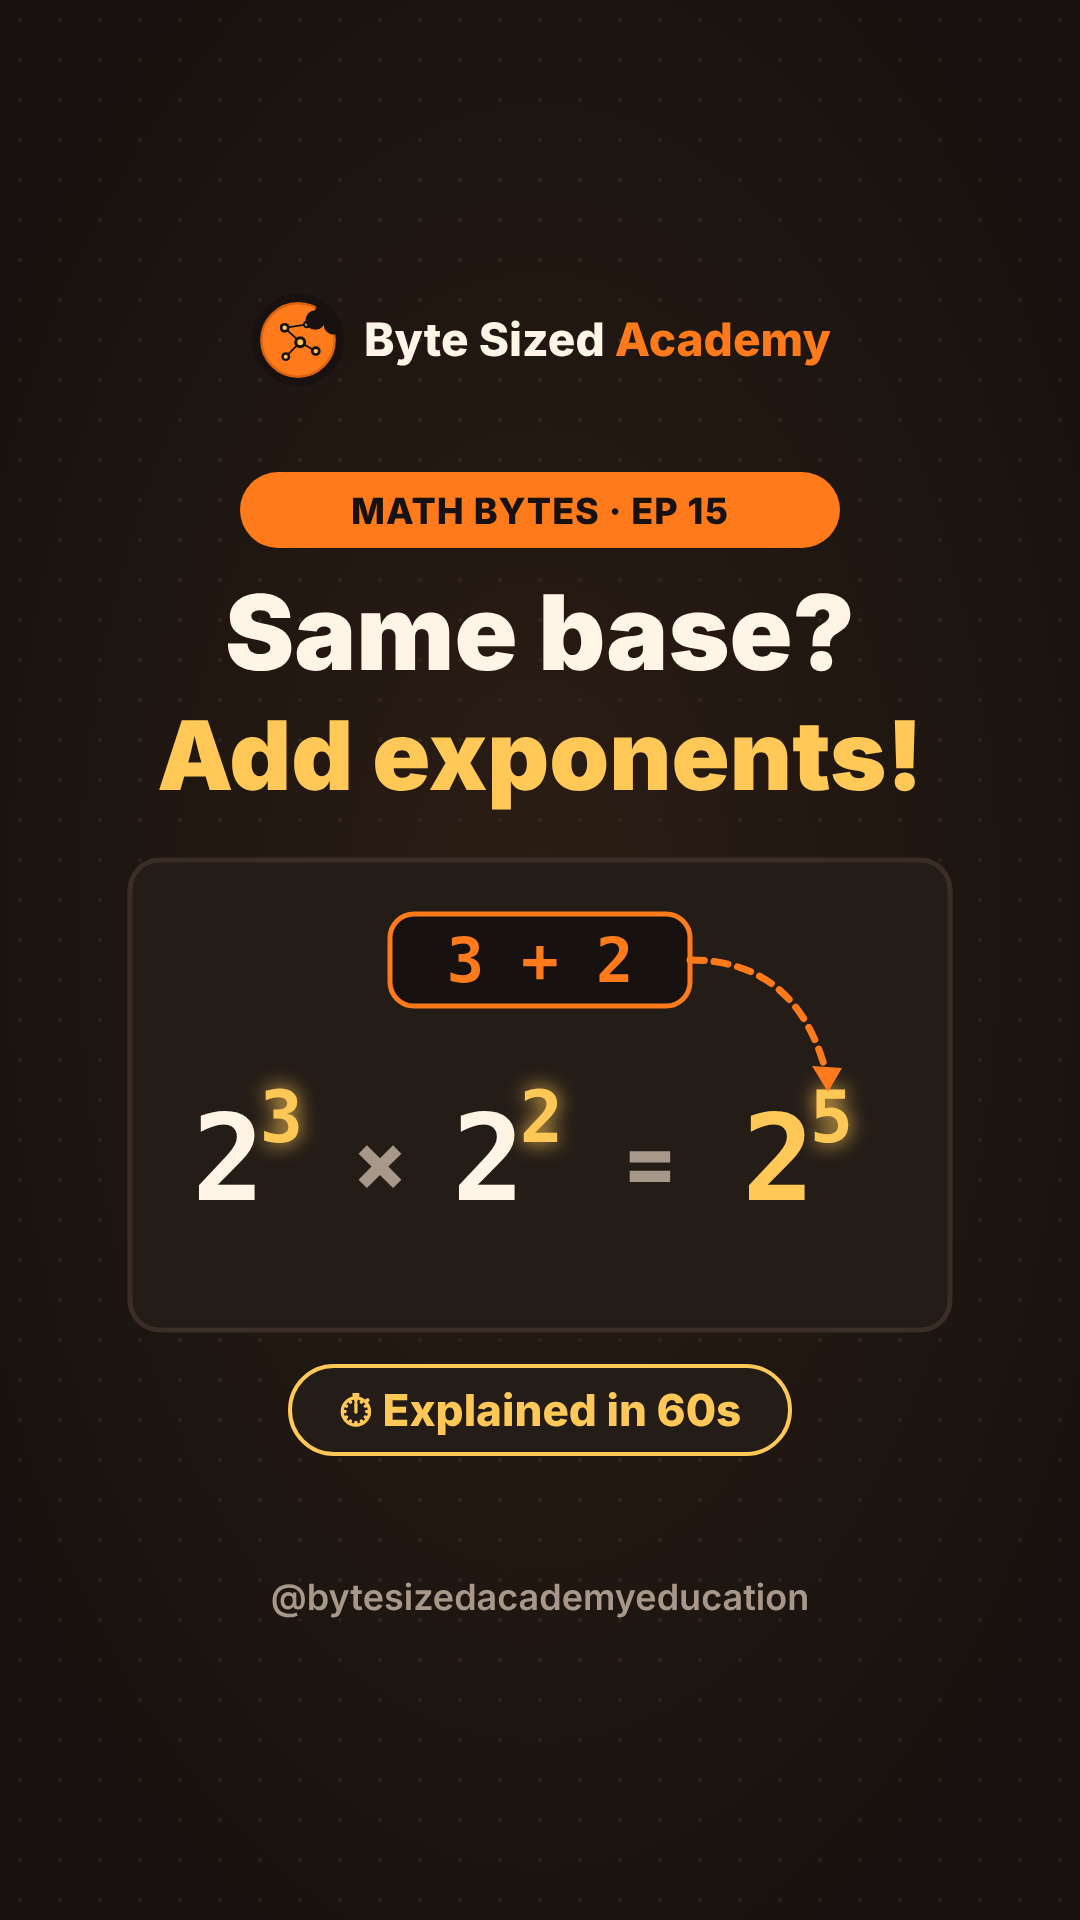 Byte Sized Academy
MATH BYTES · EP 15
Same base?
Add exponents!
3 + 2
2³ × 2² = 2⁵
⏱ Explained in 60s
@bytesizedacademyeducation